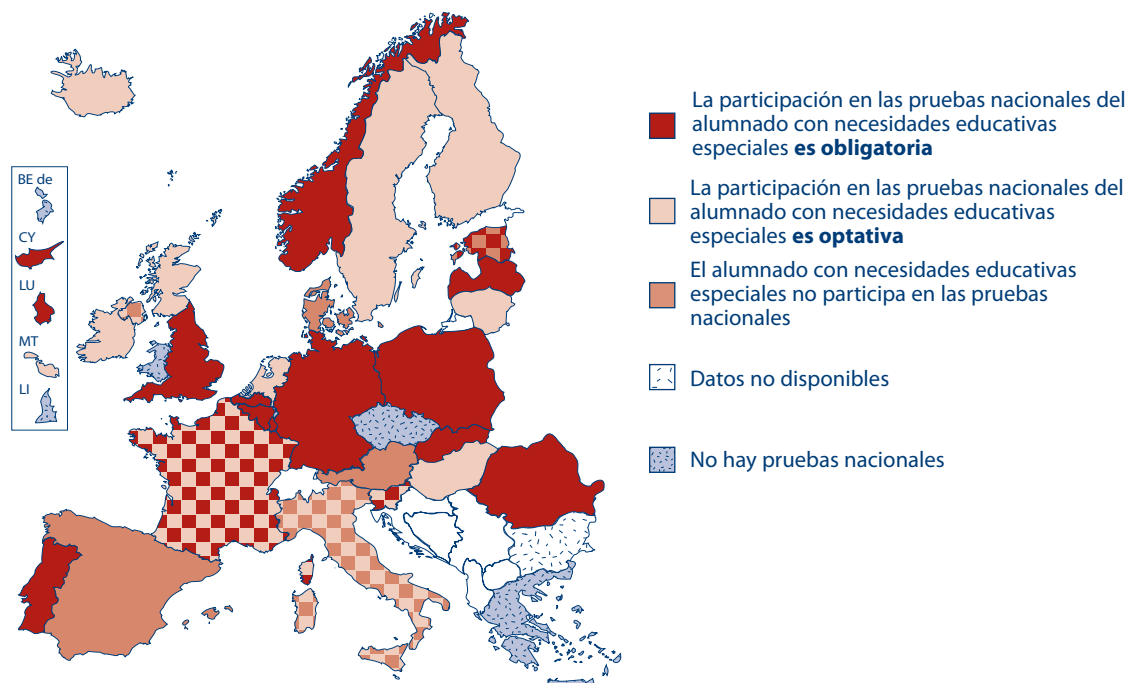 BE de
CY
LU
MT
LI
La participación en las pruebas nacionales del
alumnado con necesidades educativas
especiales es obligatoria
La participación en las pruebas nacionales del
alumnado con necesidades educativas
especiales es optativa
El alumnado con necesidades educativas
especiales no participa en las pruebas
nacionales
Datos no disponibles
No hay pruebas nacionales